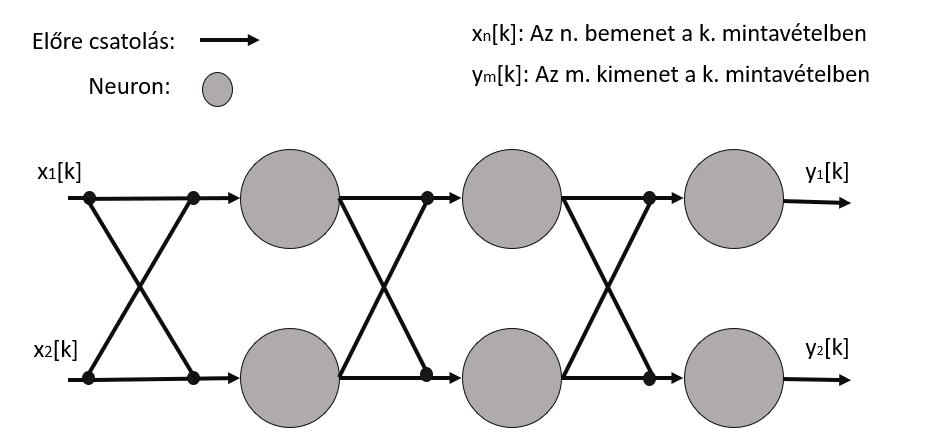 Előre csatolás:
Neuron:
xn[k]: Az n. bemenet a k. mintavételben
ym[k]: Az m. kimenet a k. mintavételben
x1[k]
y1[k]
x2[k]
y2[k]